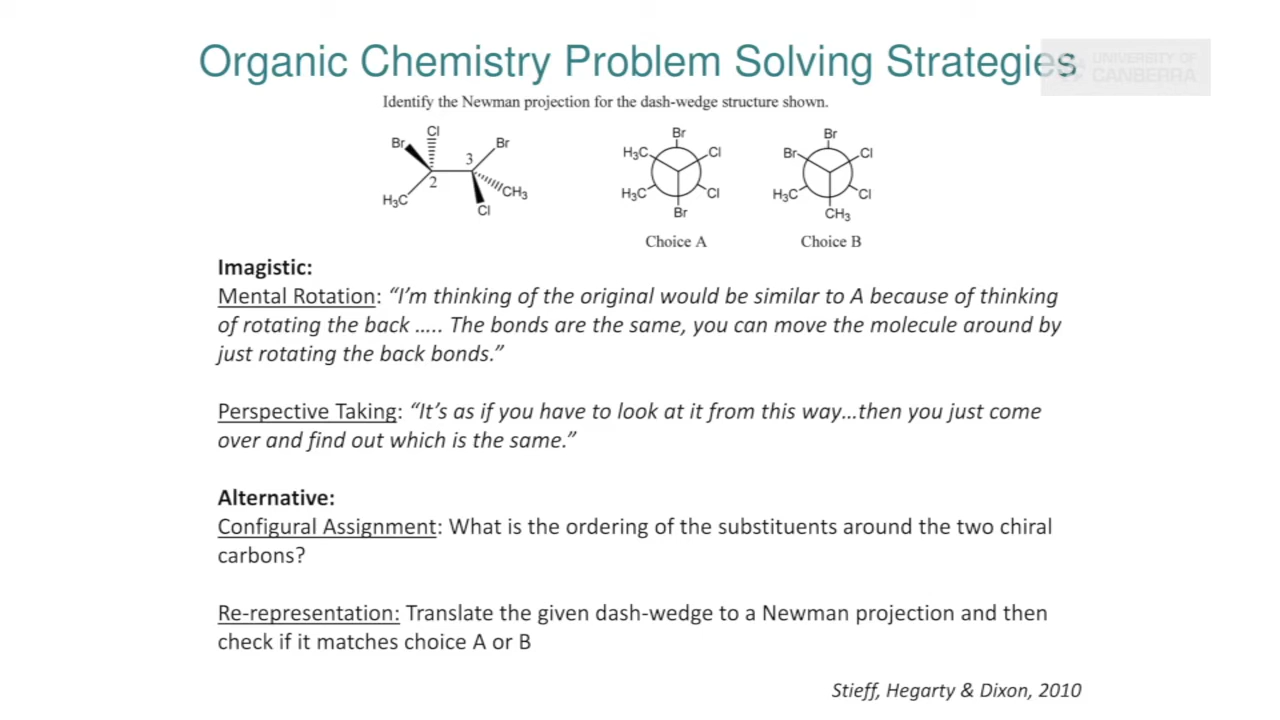 Organic Chemistry Problem Solving Strategies
UNIVERSITY OF
CANBERRA
Identify the Newman projection for the dash-wedge structure shown.
Br
Cl
3
Br
2
H₃C
CH₃
Cl
Br
H₃C
Cl
H₃C
Cl
Br
Choice A
Br
Br
Cl
H₃C
Cl
CH₃
Choice B
Imagistic:
Mental Rotation: “I’m thinking of the original would be similar to A because of thinking
of rotating the back ….. The bonds are the same, you can move the molecule around by
just rotating the back bonds.”
Perspective Taking: “It’s as if you have to look at it from this way…then you just come
over and find out which is the same.”
Alternative:
Configural Assignment: What is the ordering of the substituents around the two chiral
carbons?
Re-representation: Translate the given dash-wedge to a Newman projection and then
check if it matches choice A or B
Stieff, Hegarty & Dixon, 2010